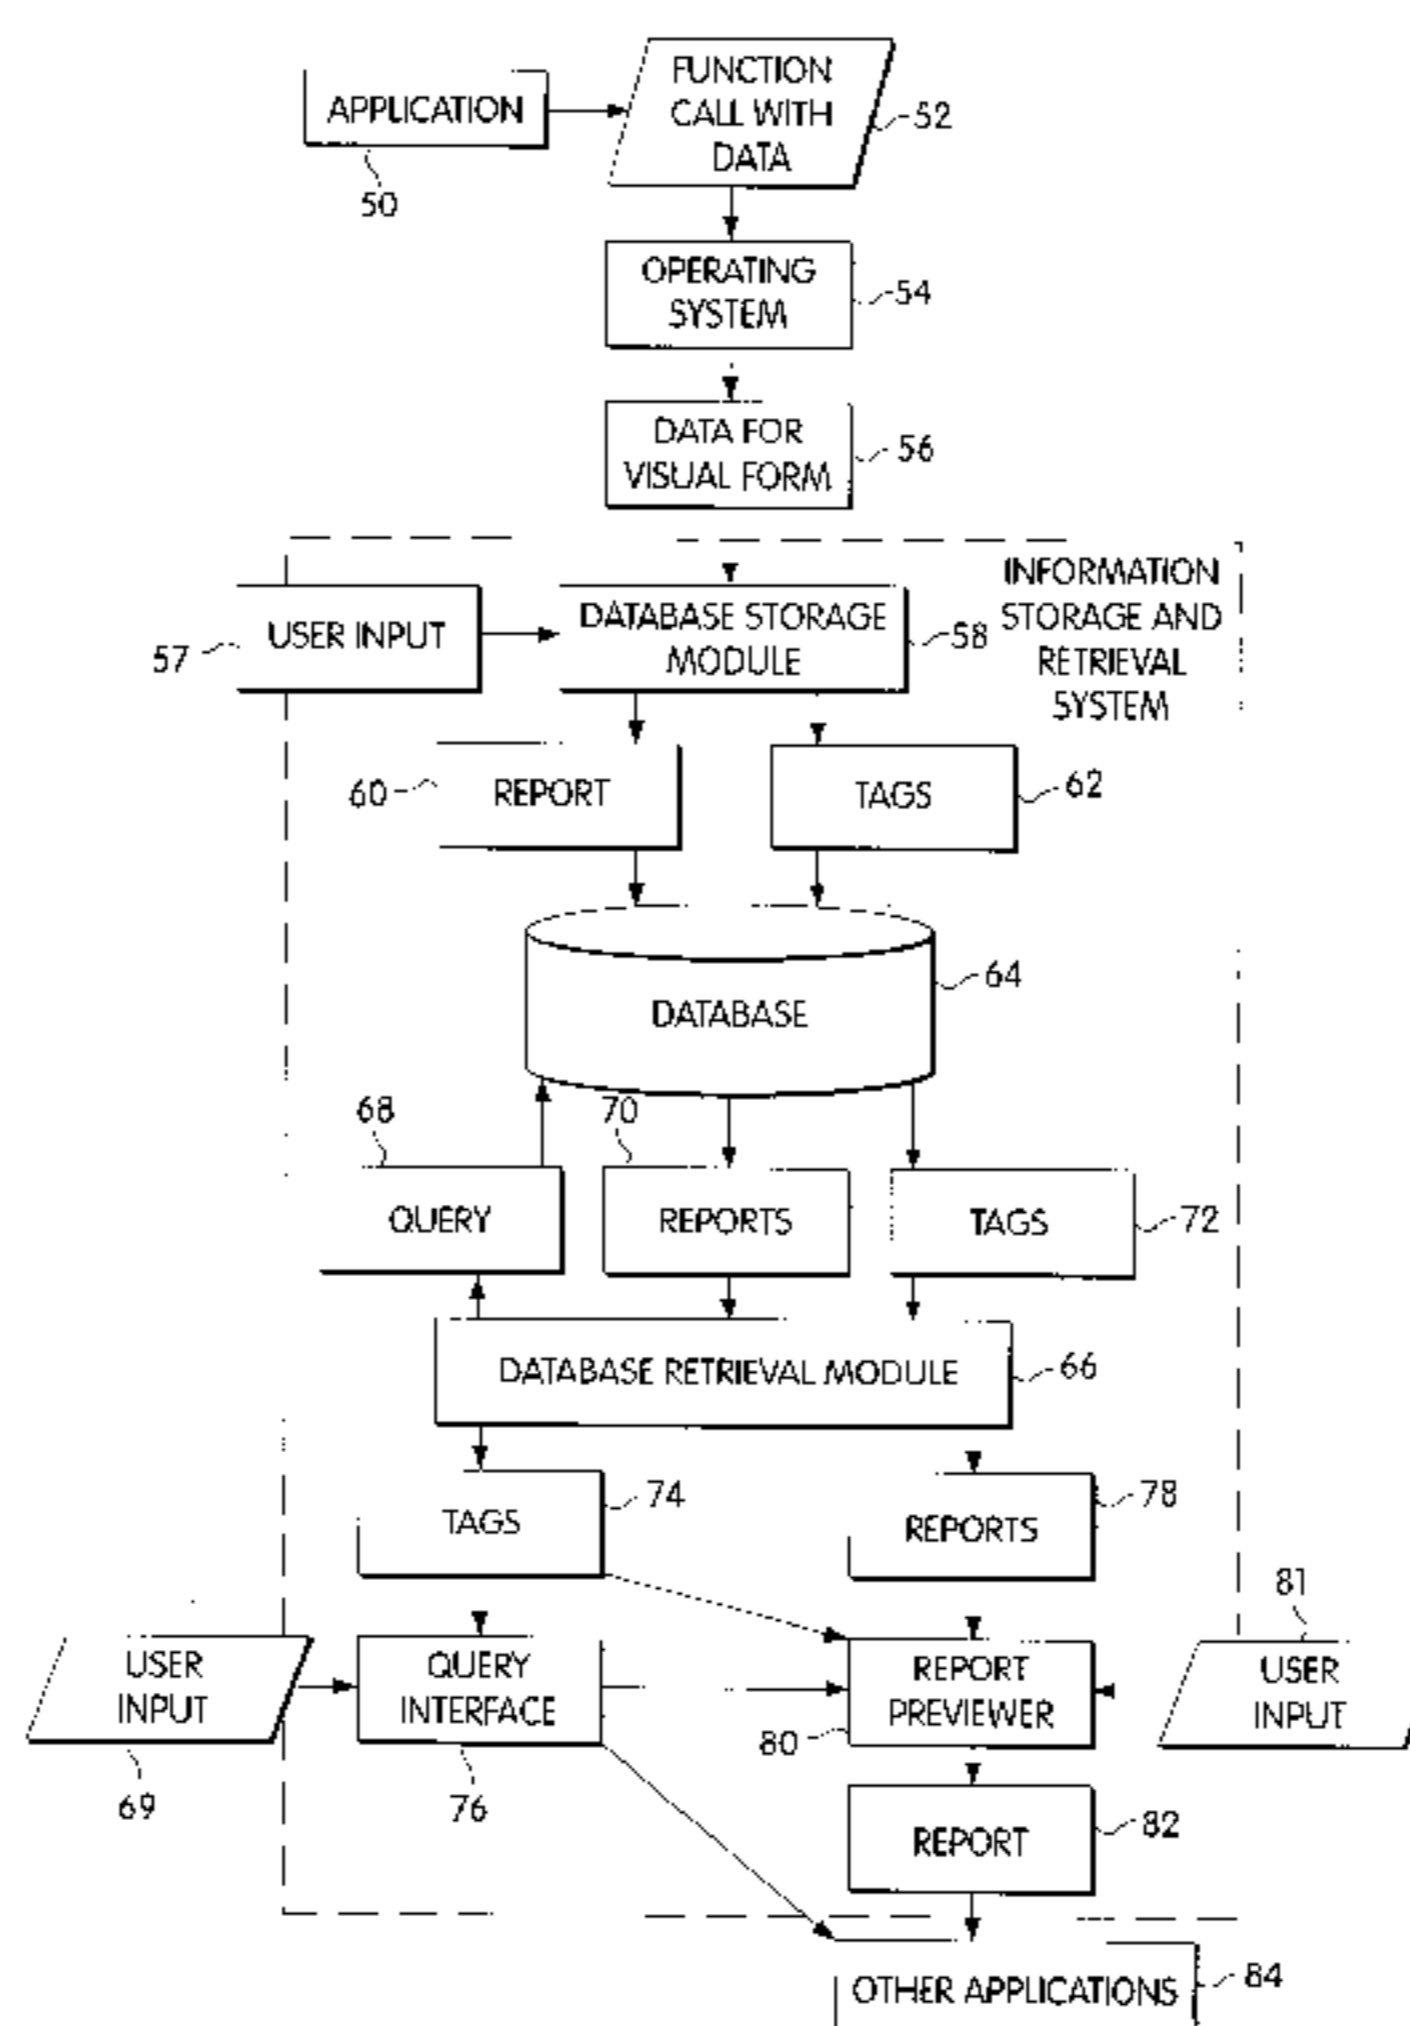 FUNCTION
CALL WITH
DATA
52
APPLICATION
50
OPERATING
SYSTEM
54
DATA FOR
VISUAL FORM
56
INFORMATION
STORAGE AND
RETRIEVAL
SYSTEM
USER INPUT
57
DATABASE STORAGE
MODULE
58
60
REPORT
TAGS
62
64
DATABASE
68
70
QUERY
REPORTS
TAGS
72
DATABASE RETRIEVAL MODULE
66
TAGS
74
REPORTS
78
81
USER
INPUT
69
QUERY
INTERFACE
76
REPORT
PREVIEWER
80
USER
INPUT
REPORT
82
OTHER APPLICATIONS
84